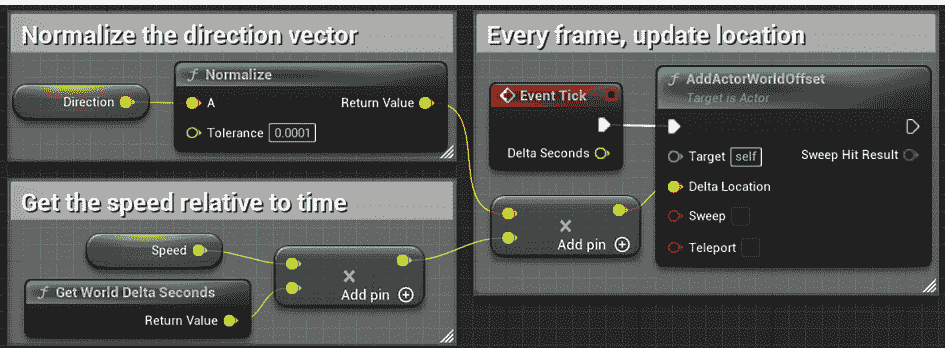 Normalize the direction vector
Direction
f Normalize
A
Return Value
Tolerance 0.0001
Get the speed relative to time
Speed
f Get World Delta Seconds
Return Value
×
Add pin
Every frame, update location
Event Tick
Delta Seconds
×
Add pin
f AddActorWorldOffset
Target is Actor
Target self
Sweep Hit Result
Delta Location
Sweep
Teleport